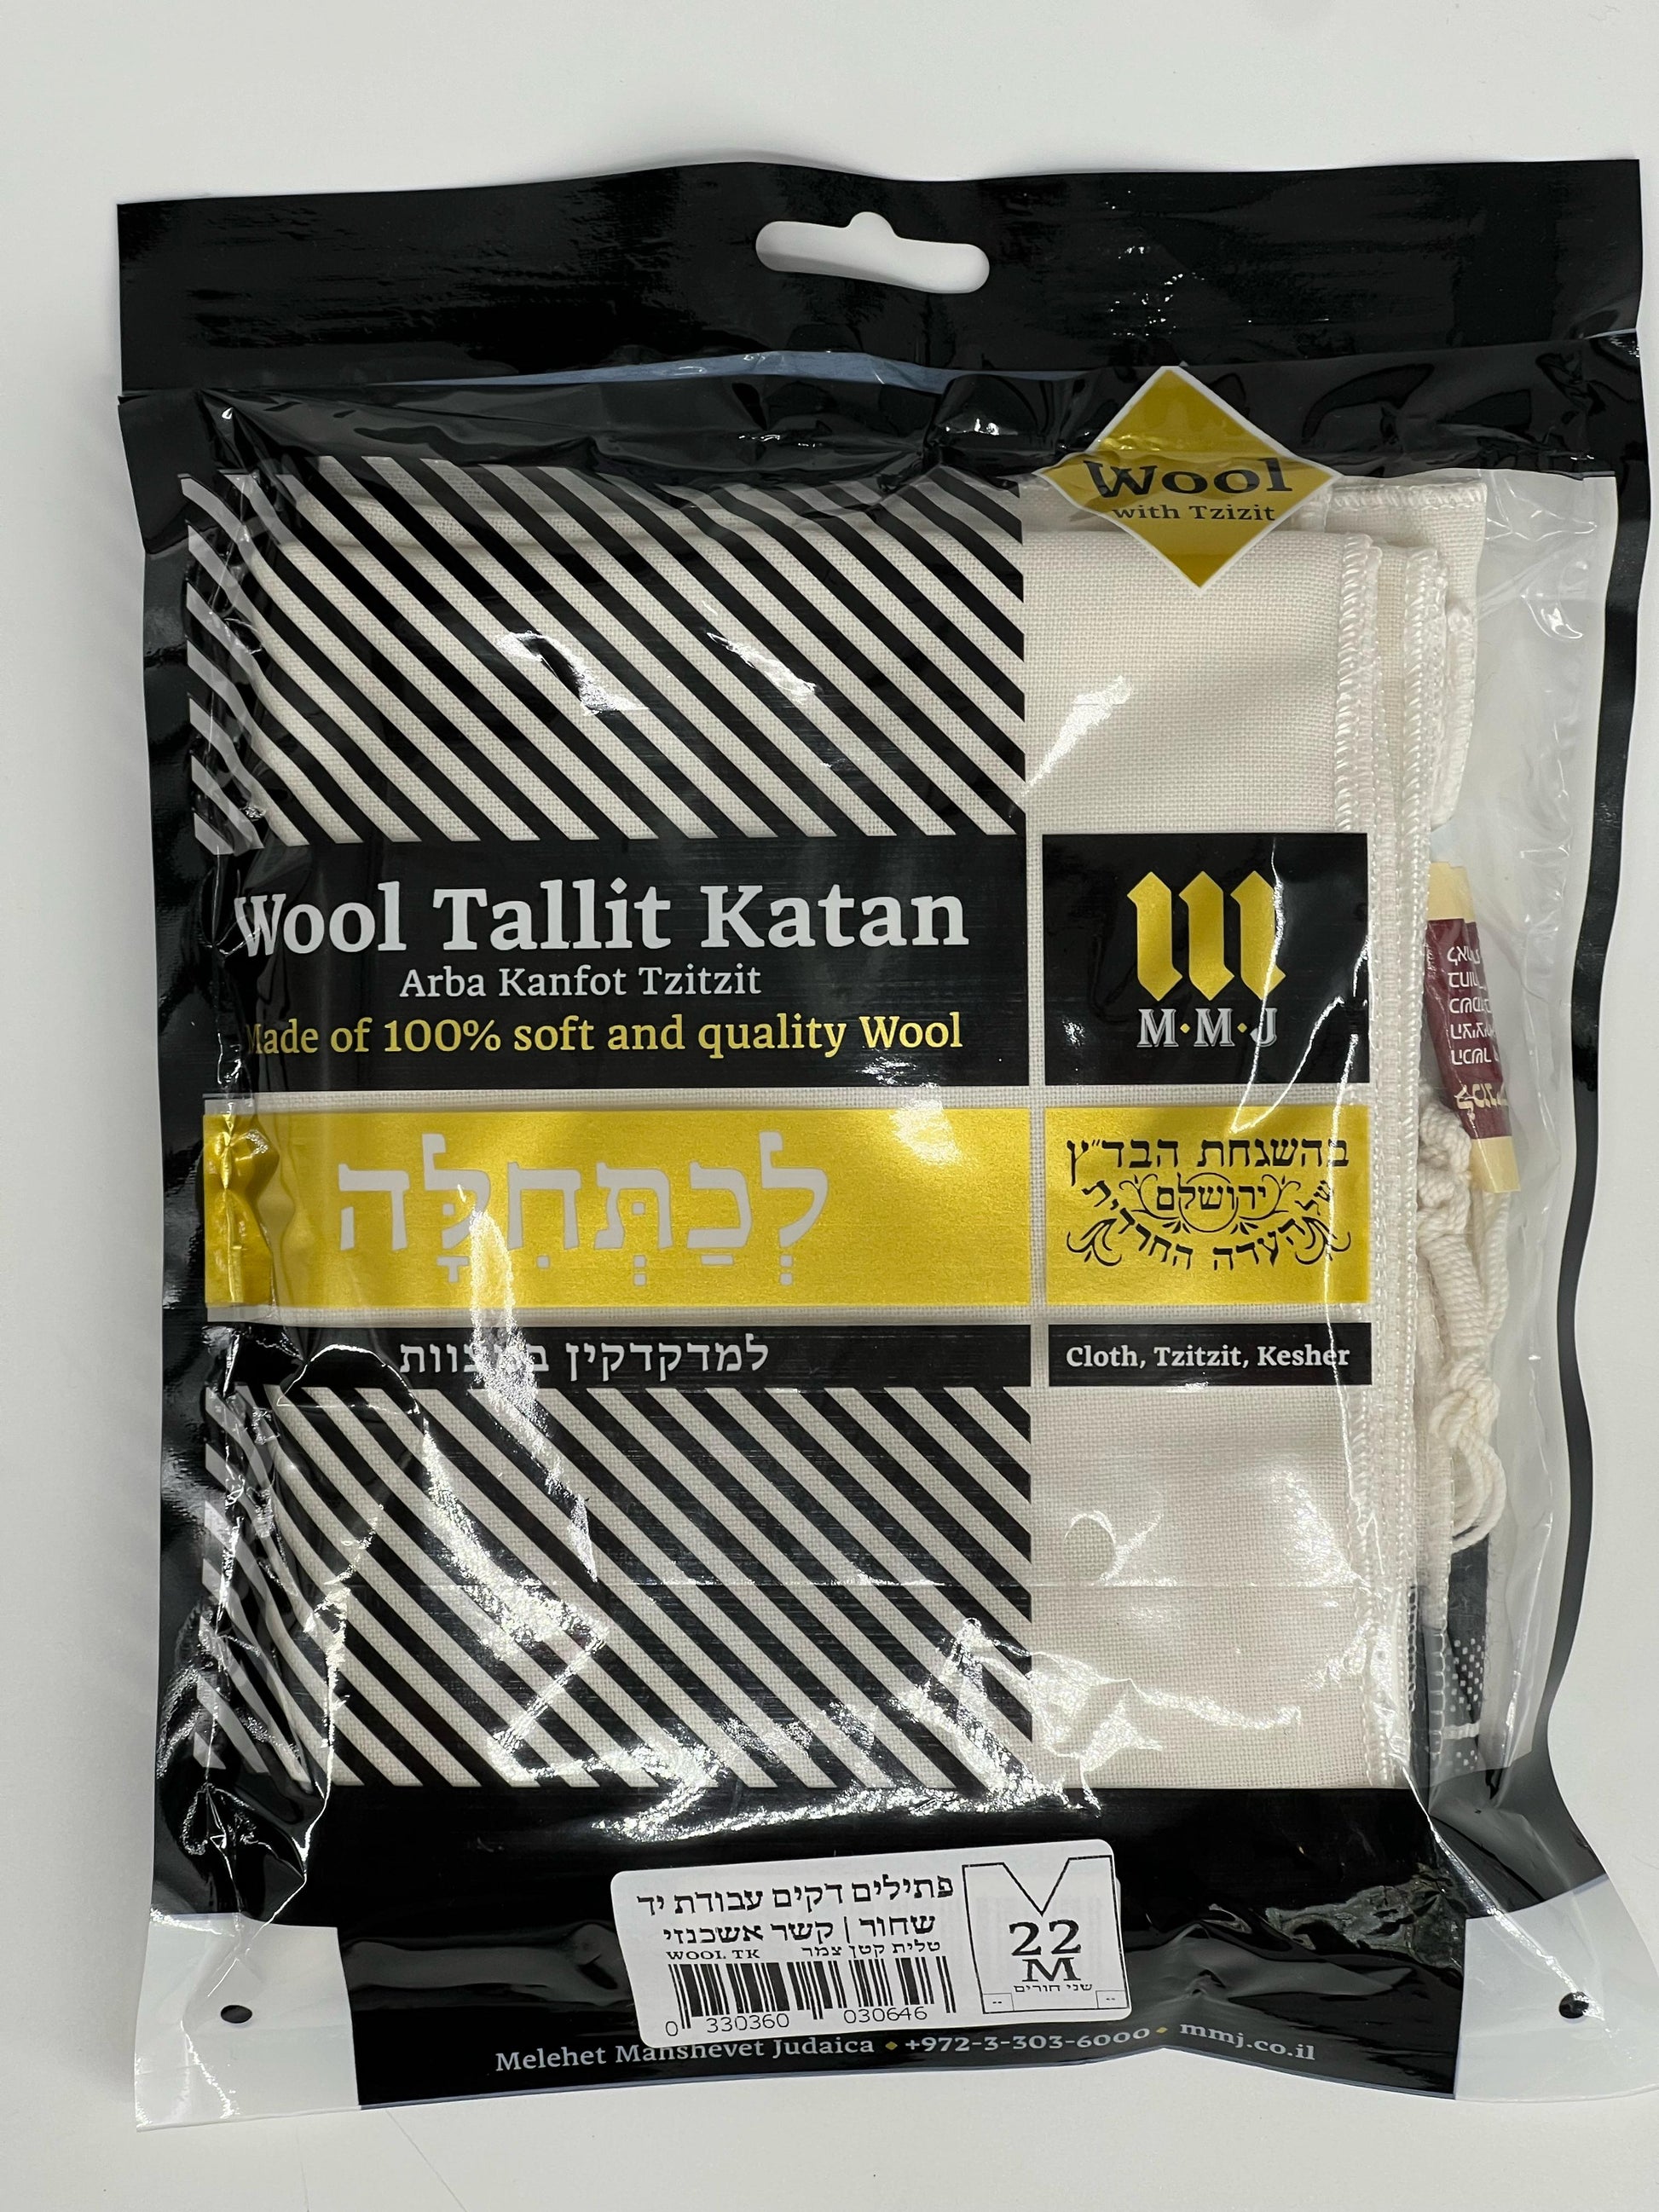 Wool
with Tzizit
Wool Tallit Katan
Arba Kanfot Tzitzit
Made of 100% soft and quality Wool
M·M·J
לְכַתְּחִלָּה
בהשגחת הבד״ץ
של
ירושלם
העדה החרדית
למדקדקין במצוות
Cloth, Tzitzit, Kesher
פתילים דקים עבודת יד
שחור | קשר אשכנזי
WOOL TK טלית קטן צמר
0 330360 030646
22
M
שני חורים
Melehet Mahshevet Judaica • +972-3-303-6000 • mmj.co.il